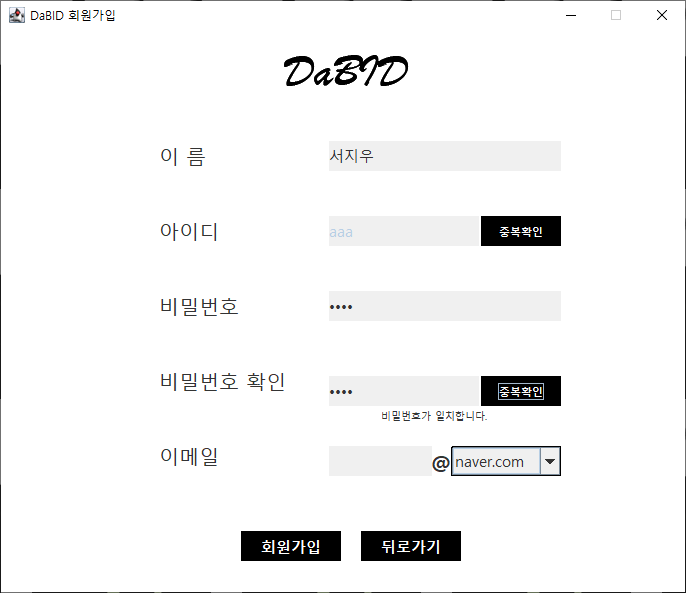 DaBID 회원가입
DaBID
이 름 서지우
아이디 aaa 중복확인
비밀번호 ••••
비밀번호 확인 •••• 중복확인
비밀번호가 일치합니다.
이메일 @ naver.com
회원가입 뒤로가기